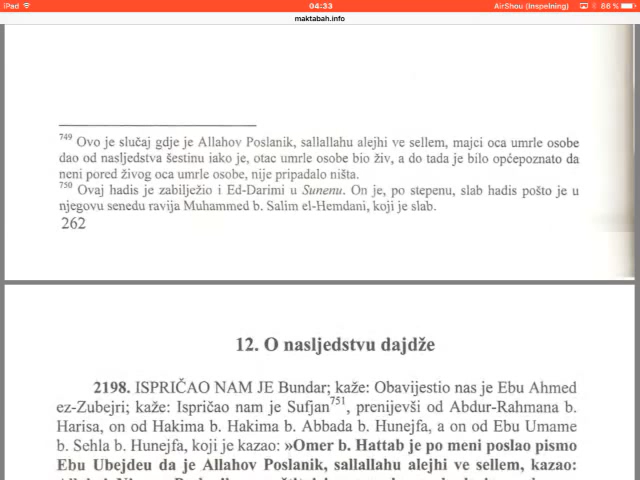 iPad 04:33 AirShou (Inspelning) 86 %
maktabah.info
749 Ovo je slučaj gdje je Allahov Poslanik, sallallahu alejhi ve sellem, majci oca umrle osobe
dao od nasljedstva šestinu iako je, otac umrle osobe bio živ, a do tada je bilo općepoznato da
neni pored živog oca umrle osobe, nije pripadalo ništa.
750 Ovaj hadis je zabilježio i Ed-Darimi u Sunenu. On je, po stepenu, slab hadis pošto je u
njegovu senedu ravija Muhammed b. Salim el-Hemdani, koji je slab.
262
12. O nasljedstvu dajdže
2198. ISPRIČAO NAM JE Bundar; kaže: Obavijestio nas je Ebu Ahmed
ez-Zubejri; kaže: Ispričao nam je Sufjan751, prenijevši od Abdur-Rahmana b.
Harisa, on od Hakima b. Hakima b. Abbada b. Hunejfa, a on od Ebu Umame
b. Sehla b. Hunejfa, koji je kazao: »Omer b. Hattab je po meni poslao pismo
Ebu Ubejdeu da je Allahov Poslanik, sallallahu alejhi ve sellem, kazao: